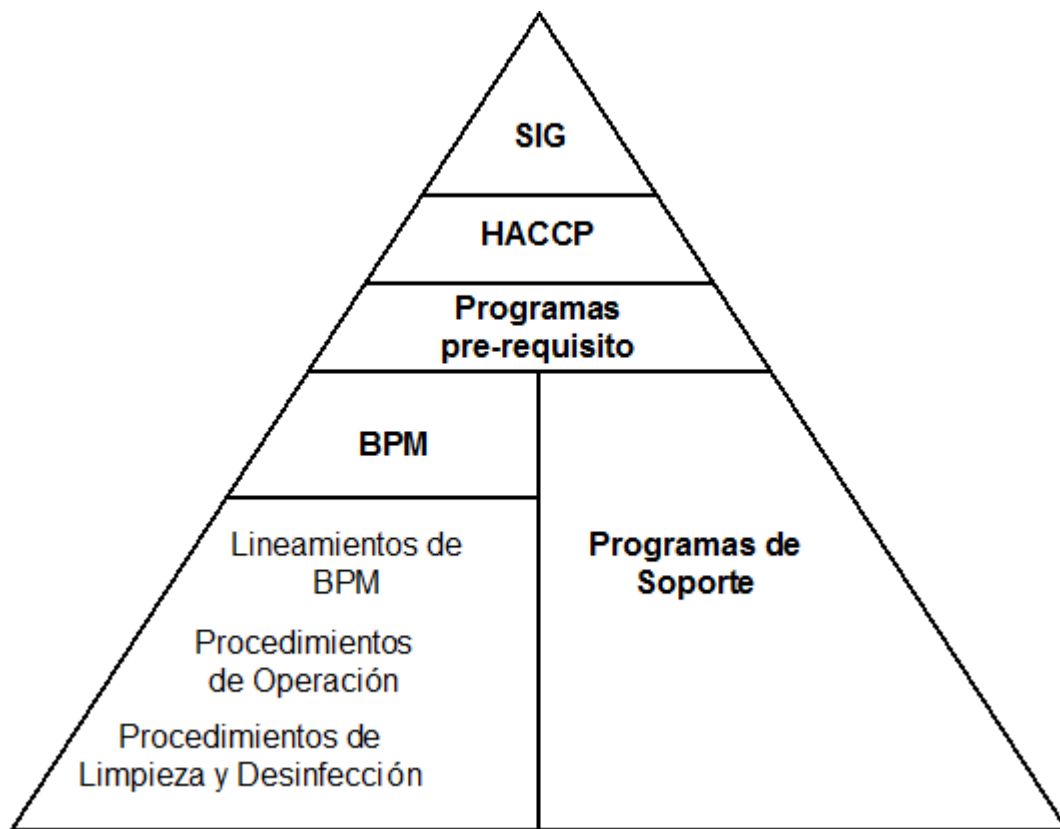 SIG
HACCP
Programas
pre-requisito
BPM
Lineamientos de
BPM
Procedimientos
de Operación
Procedimientos de
Limpieza y Desinfección
Programas de
Soporte